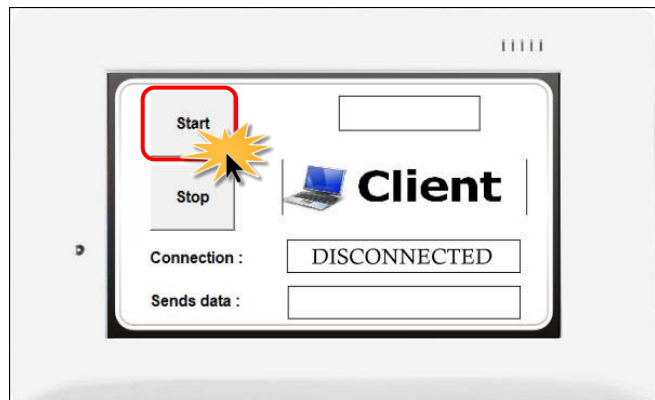 Start
Stop
Client
Connection : DISCONNECTED
Sends data :